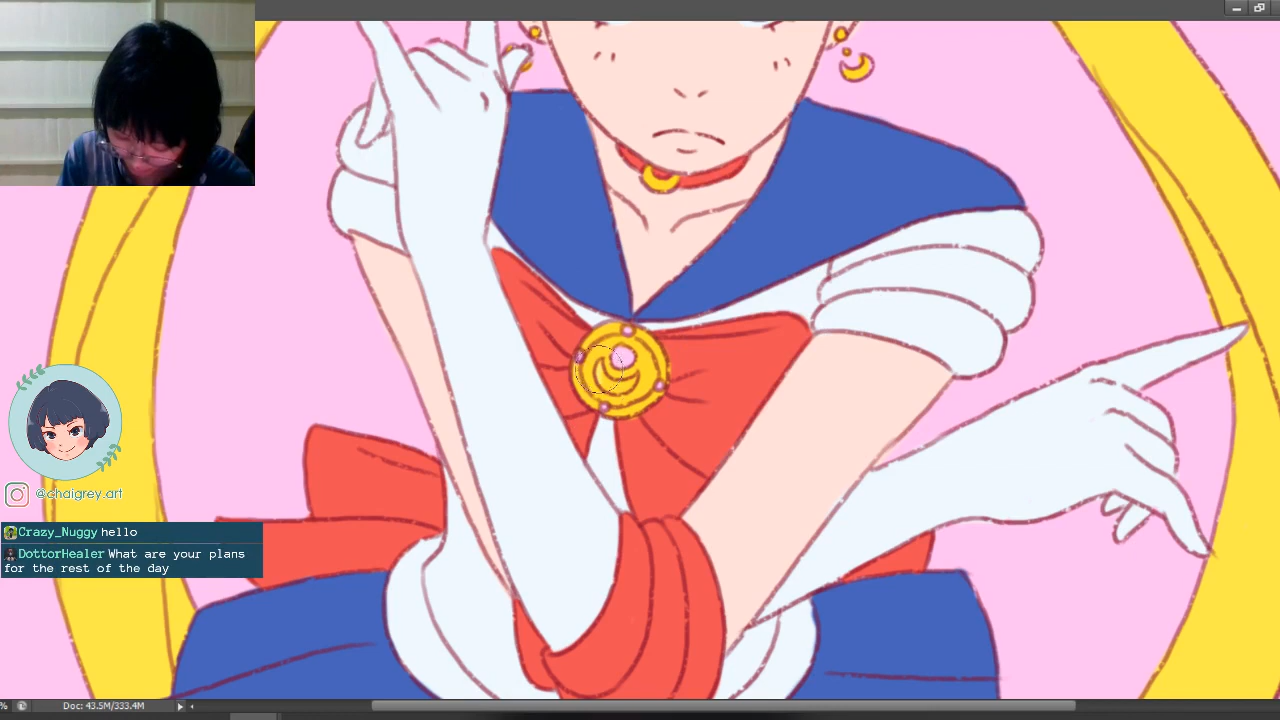 @chaigrey.art
Crazy_Nuggy hello
DottorHealer What are your plans
for the rest of the day
% Doc: 43.5M/333.4M